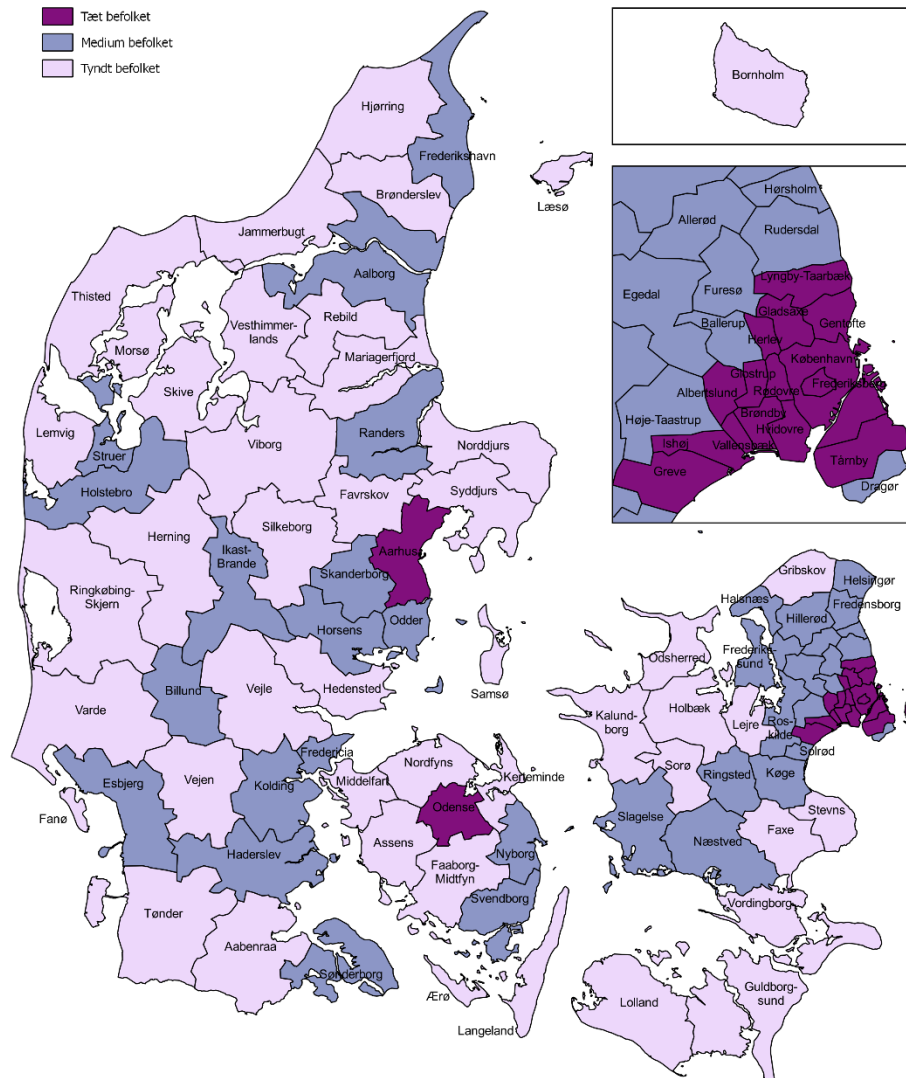 Tæt befolket
Medium befolket
Tyndt befolket
Bornholm
Hjørring
Frederikshavn
Brønderslev
Læsø
Jammerbugt
Aalborg
Thisted
Vesthimmer-
lands
Rebild
Morsø
Mariagerfjord
Skive
Lemvig
Struer
Viborg
Randers
Norddjurs
Holstebro
Favrskov
Syddjurs
Herning
Silkeborg
Ikast-
Brande
Aarhus
Skanderborg
Ringkøbing-
Skjern
Horsens
Odder
Samsø
Hedensted
Billund
Vejle
Varde
Fredericia
Esbjerg
Vejen
Kolding
Fanø
Haderslev
Tønder
Aabenraa
Sønderborg
Middelfart
Nordfyns
Kerteminde
Odense
Assens
Nyborg
Faaborg-
Midtfyn
Svendborg
Ærø
Langeland
Hørsholm
Allerød
Rudersdal
Lyngby-Taarbæk
Egedal
Furesø
Gladsaxe
Gentofte
Ballerup
Herlev
København
Glostrup
Frederiksberg
Albertslund
Rødovre
Høje-Taastrup
Brøndby
Hvidovre
Ishøj
Vallensbæk
Greve
Tårnby
Dragør
Gribskov
Helsingør
Halsnæs
Fredensborg
Hillerød
Odsherred
Frederiks-
sund
Kalund-
borg
Holbæk
Lejre
Ros-
kilde
Solrød
Sorø
Ringsted
Køge
Stevns
Slagelse
Næstved
Faxe
Vordingborg
Lolland
Guldborg-
sund